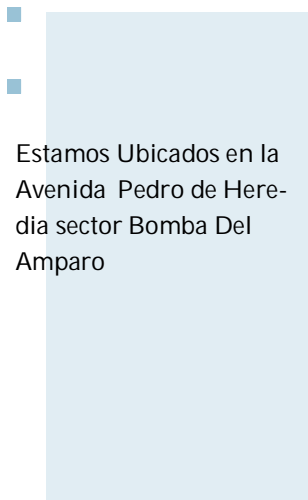 Estamos Ubicados en la
Avenida  Pedro de Here-
dia sector Bomba Del
Amparo